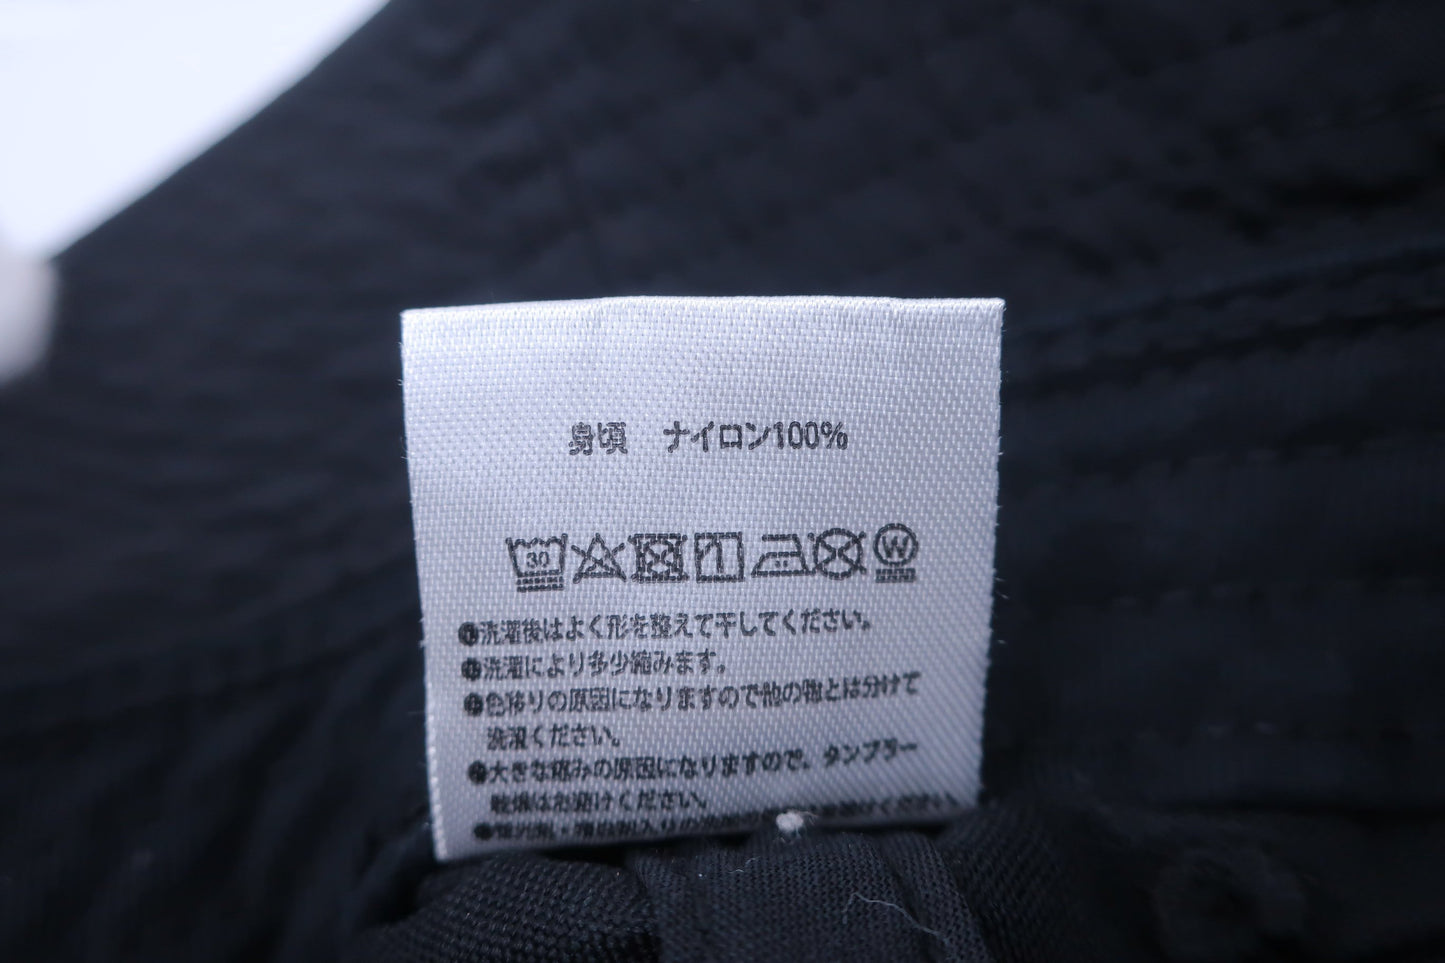 身頃　ナイロン100%
30 W
●洗濯後はよく形を整えて干してください。
●洗濯により多少縮みます。
●色移りの原因になりますので他の物とは分けて
洗濯ください。
●大きな縮みの原因になりますので、タンブラー
乾燥はお避けください。